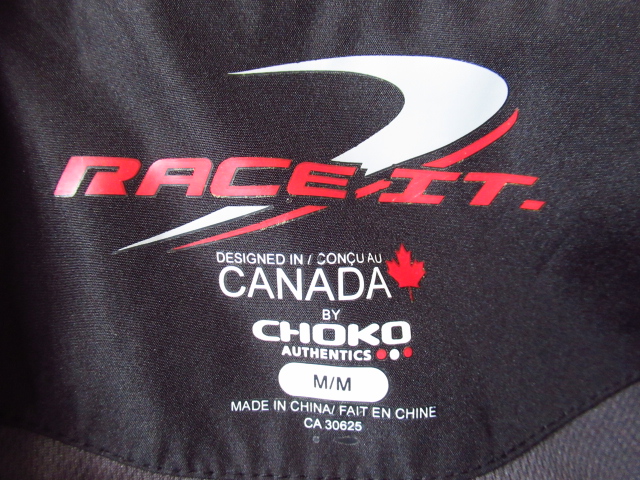 RACE-IT.
DESIGNED IN / CONÇU AU
CANADA
BY
CHOKO
AUTHENTICS
M/M
MADE IN CHINA/ FAIT EN CHINE
CA 30625